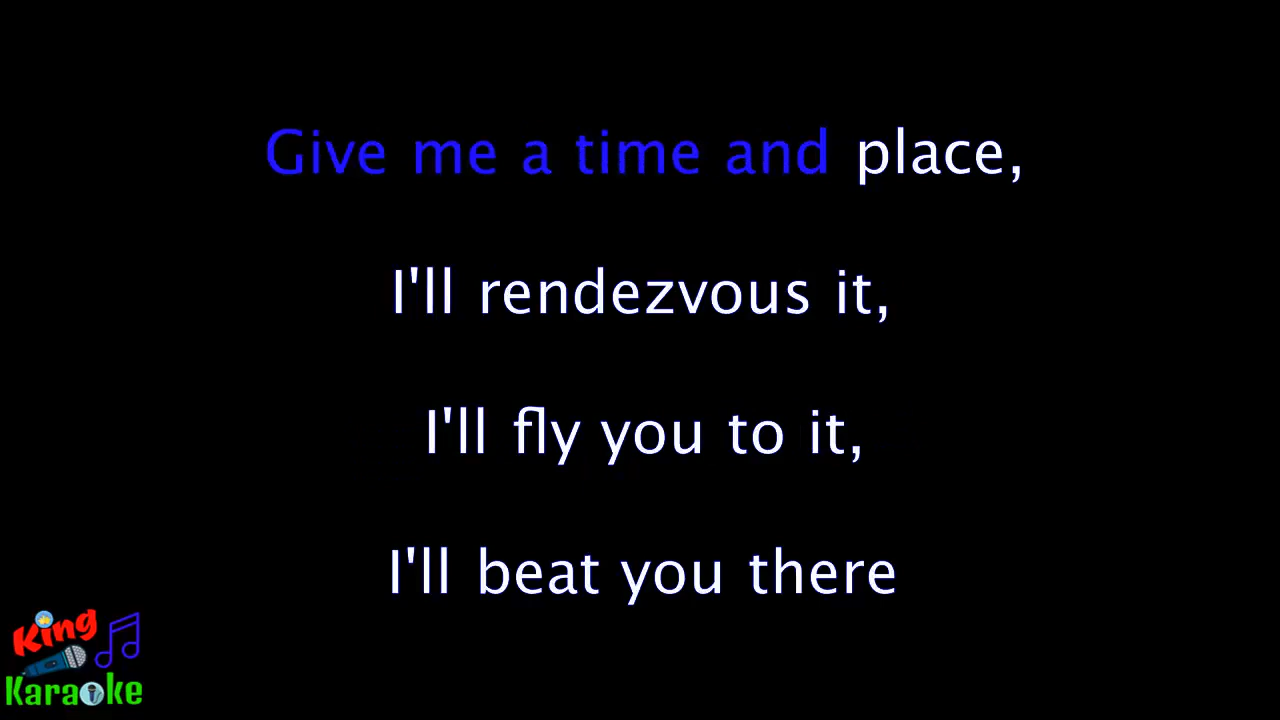 Give me a time and place,
I'll rendezvous it,
I'll fly you to it,
I'll beat you there
King
Karaoke